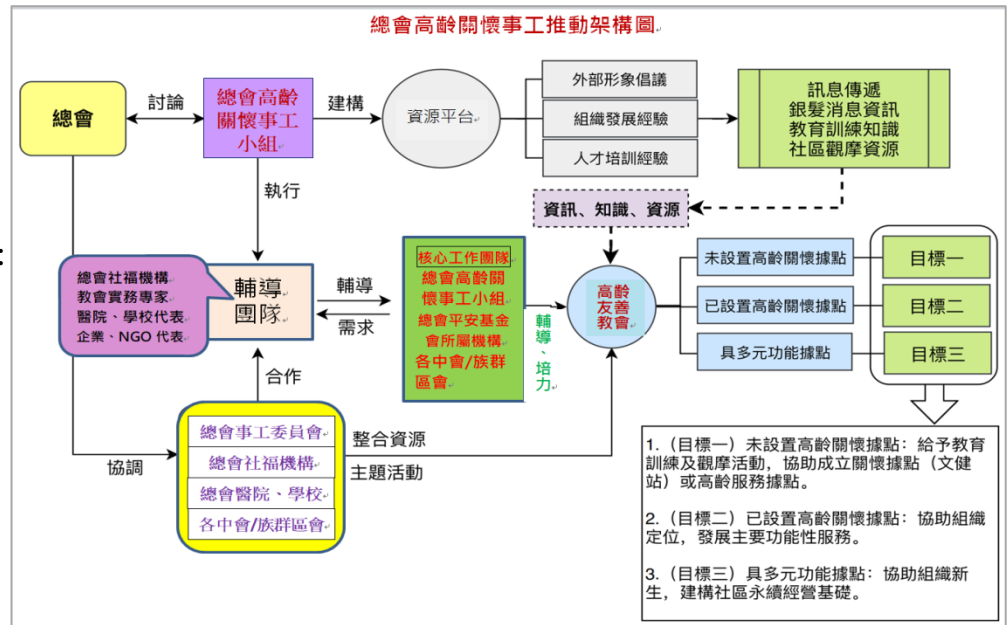 總會高齡關懷事工推動架構圖
總會
討論
總會高齡
關懷事工
小組
建構
資源平台
外部形象倡議
組織發展經驗
人才培訓經驗
訊息傳遞
銀髮消息資訊
教育訓練知識
社區觀摩資源
執行
資訊、知識、資源
:
總會社福機構
教會實務專家
醫院、學校代表
企業、NGO 代表
輔導
團隊
輔導
需求
核心工作團隊
總會高齡關
懷事工小組
總會平安基金
會所屬機構
各中會/族群
區會
輔導、培力
高齡
友善
教會
未設置高齡關懷據點
已設置高齡關懷據點
具多元功能據點
目標一
目標二
目標三
合作
協調
總會事工委員會
總會社福機構
總會醫院、學校
各中會/族群區會
整合資源
主題活動
1.（目標一）未設置高齡關懷據點：給予教育
訓練及觀摩活動，協助成立關懷據點（文健
站）或高齡服務據點。
2.（目標二）已設置高齡關懷據點：協助組織
定位，發展主要功能性服務。
3.（目標三）具多元功能據點：協助組織新
生，建構社區永續經營基礎。